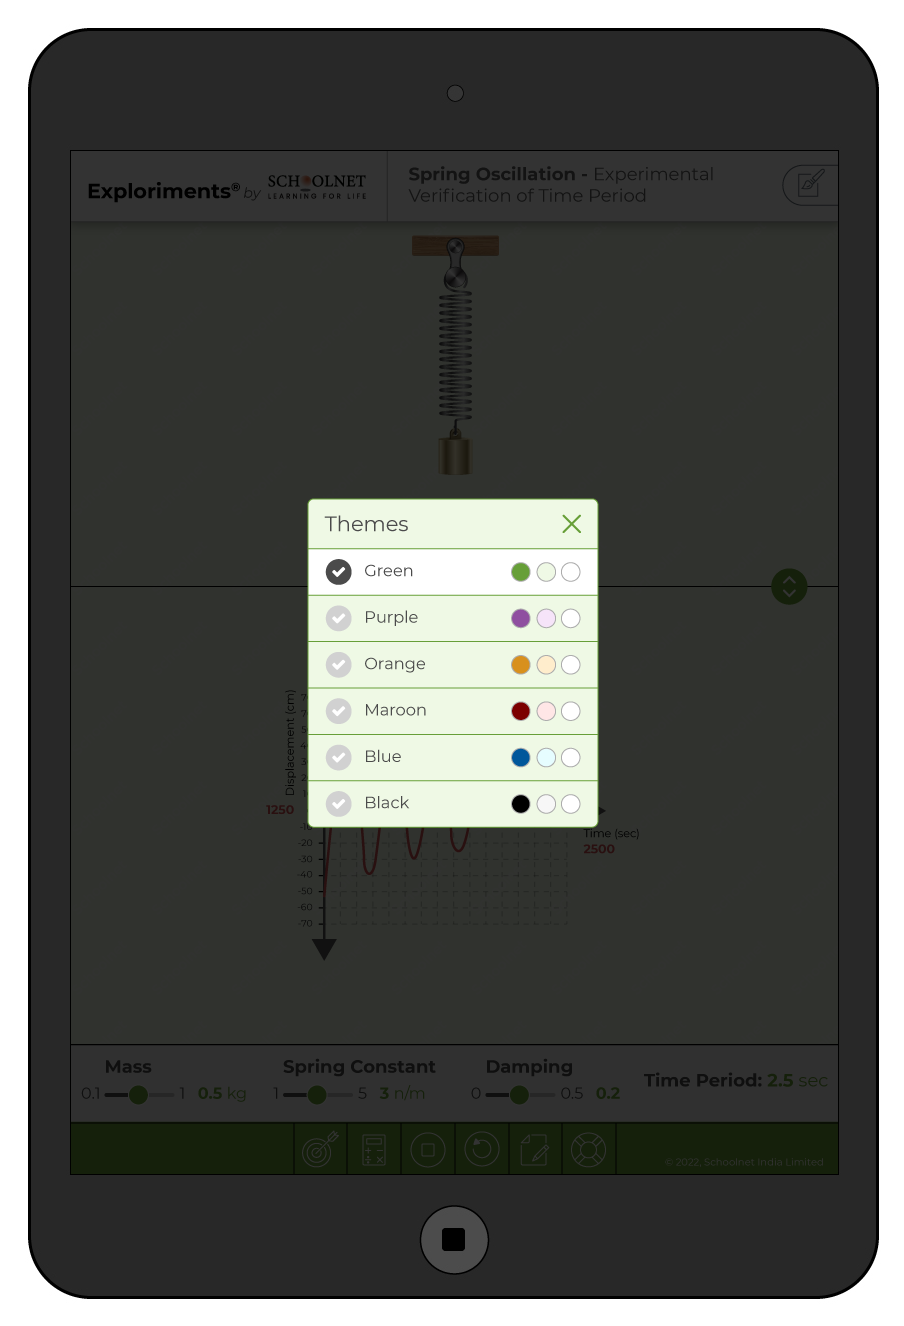 Exploriments® by SCHOOLNET
LEARNING FOR LIFE
Spring Oscillation - Experimental
Verification of Time Period
Themes
Green
Purple
Orange
Maroon
Blue
Black
Displacement (cm)
1250
-20
-30
-40
-50
-60
-70
Time (sec)
2500
Mass
0.1 1 0.5 kg
Spring Constant
1 5 3 n/m
Damping
0 0.5 0.2
Time Period: 2.5 sec
© 2022, Schoolnet India Limited